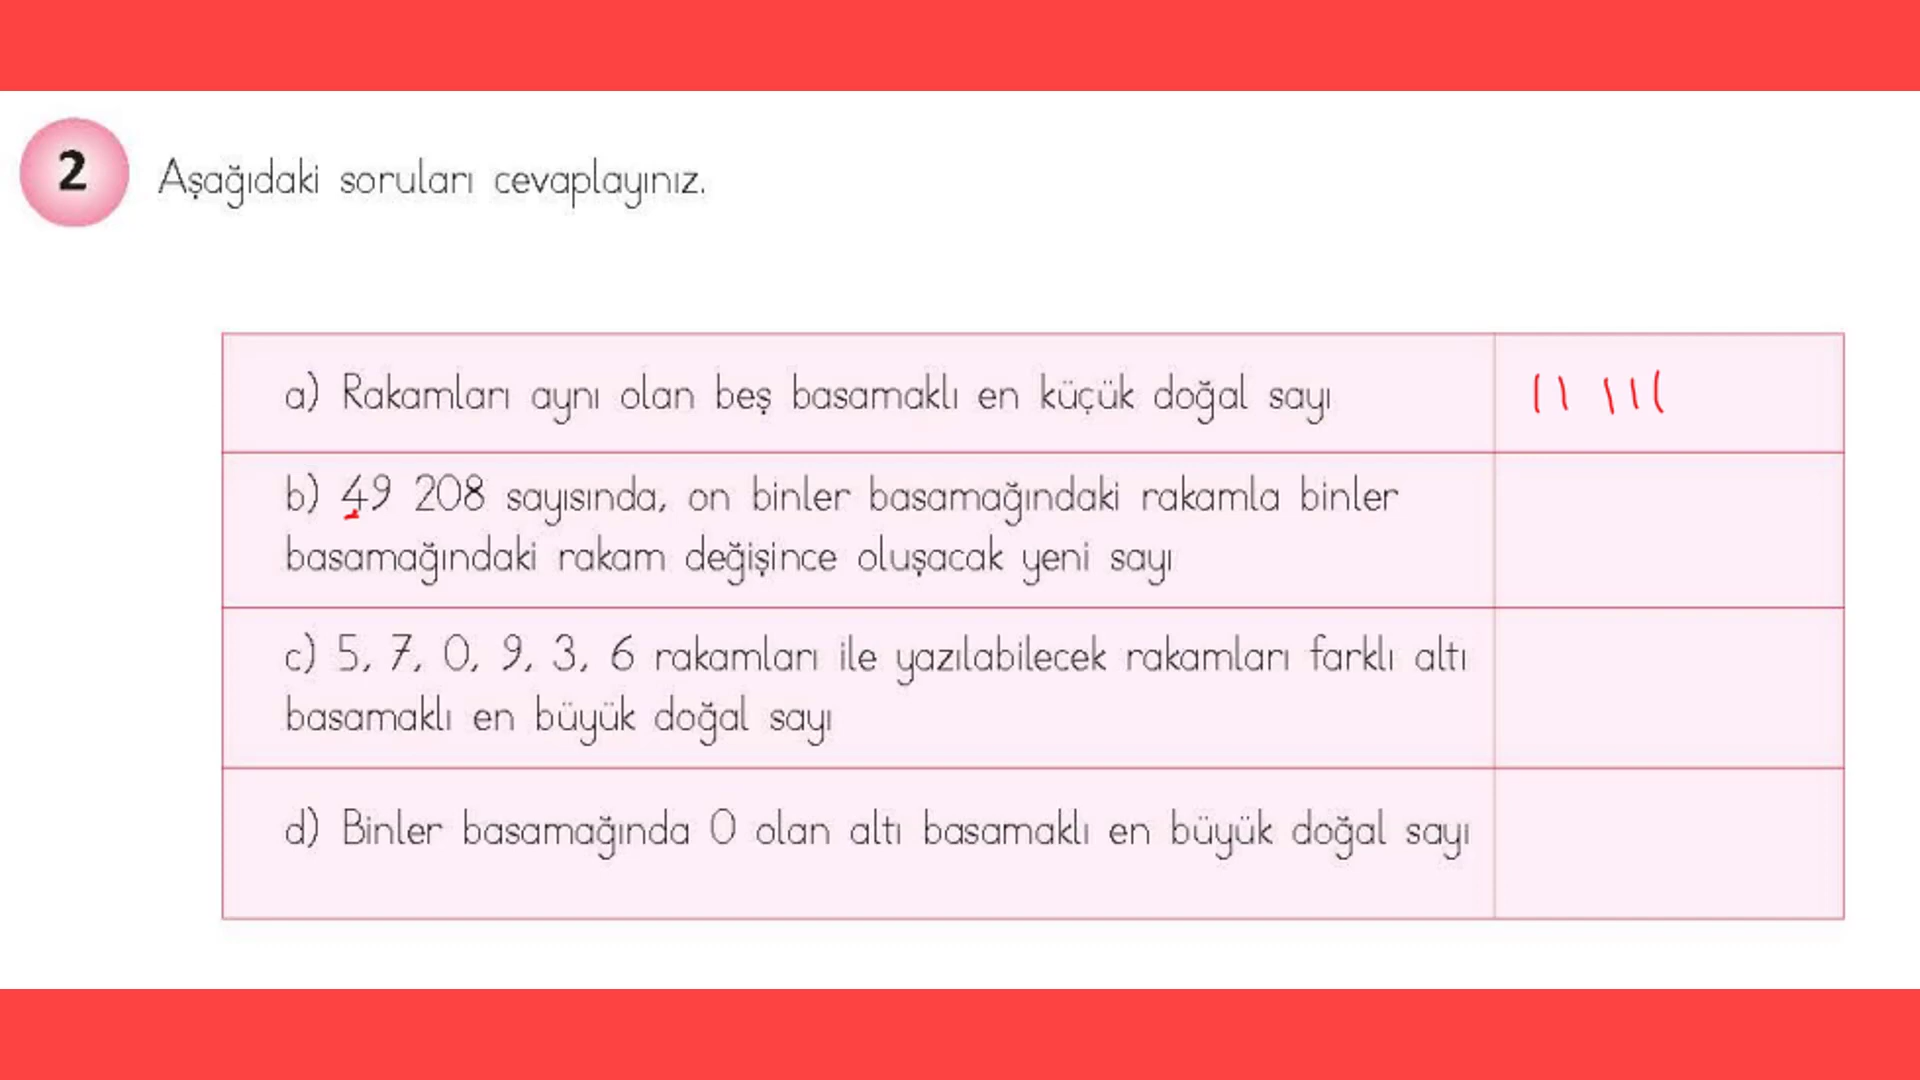 2 Aşağıdaki soruları cevaplayınız.
a) Rakamları aynı olan beş basamaklı en küçük doğal sayı
11 111
b) 49 208 sayısında, on binler basamağındaki rakamla binler
basamağındaki rakam değişince oluşacak yeni sayı
c) 5, 7, 0, 9, 3, 6 rakamları ile yazılabilecek rakamları farklı altı
basamaklı en büyük doğal sayı
d) Binler basamağında 0 olan altı basamaklı en büyük doğal sayı